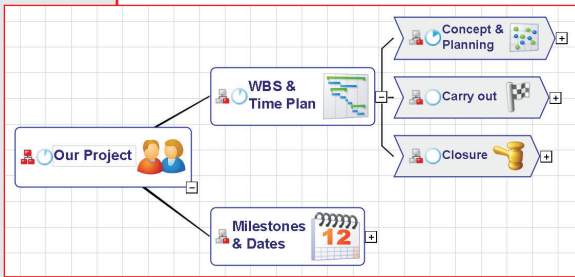 Concept &
Planning
WBS &
Time Plan
Carry out
Our Project
Closure
Milestones
& Dates
12